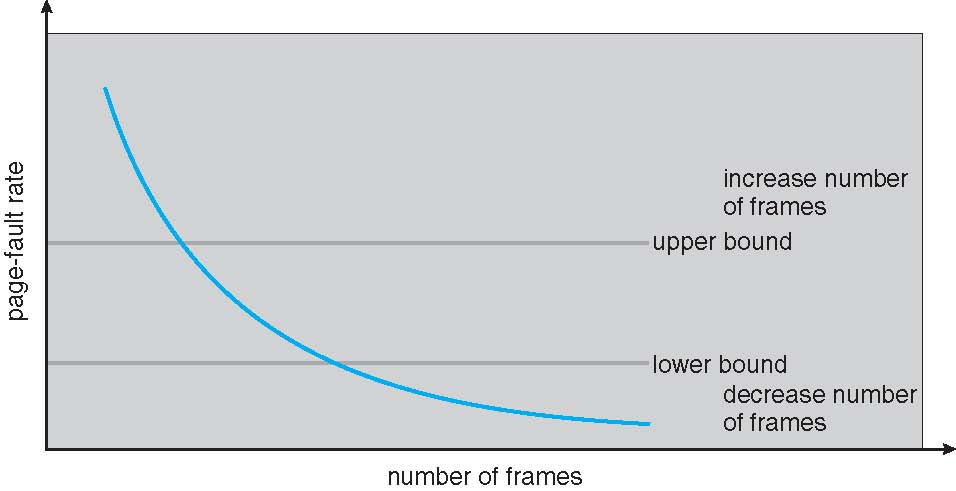 page-fault rate
increase number
of frames
upper bound
lower bound
decrease number
of frames
number of frames